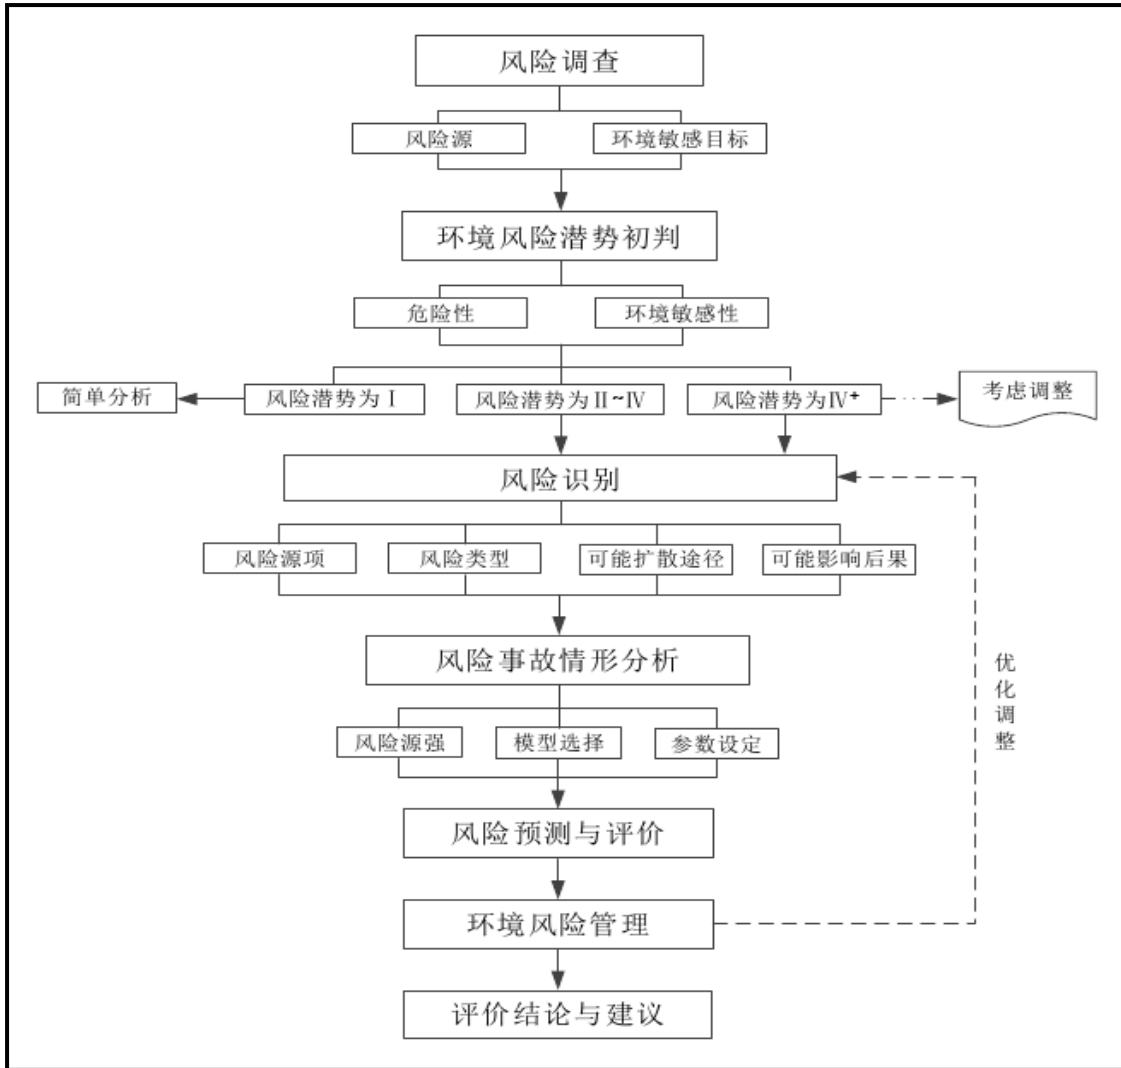 风险调查
风险源
环境敏感目标
环境风险潜势初判
危险性
环境敏感性
简单分析
风险潜势为Ⅰ
风险潜势为Ⅱ~Ⅳ
风险潜势为Ⅳ⁺
考虑调整
风险识别
风险源项
风险类型
可能扩散途径
可能影响后果
风险事故情形分析
优
化
调
整
风险源强
模型选择
参数设定
风险预测与评价
环境风险管理
评价结论与建议